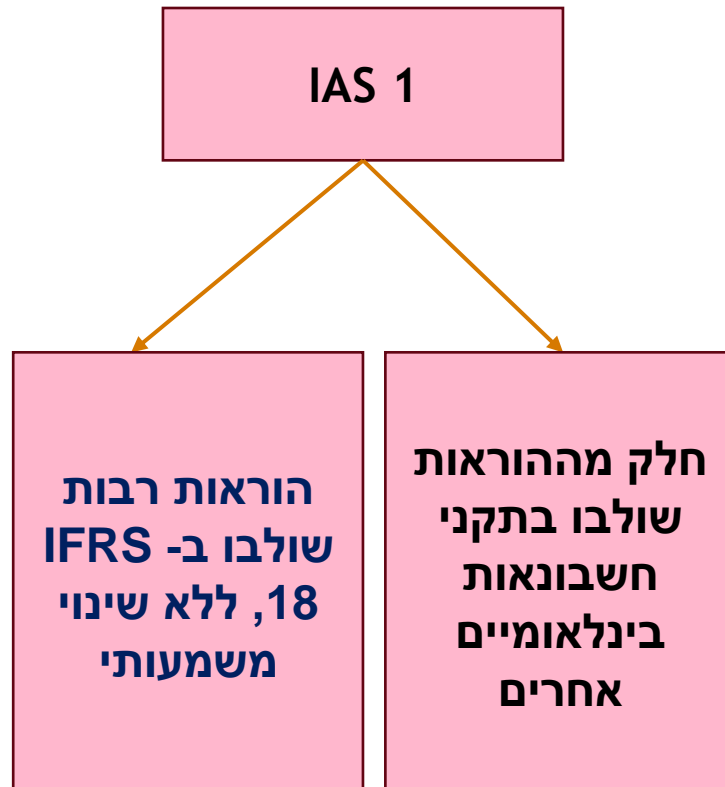 IAS 1
חלק מההוראות
שולבו בתקני
חשבונאות
בינלאומיים
אחרים
הוראות רבות
שולבו ב- IFRS
18, ללא שינוי
משמעותי